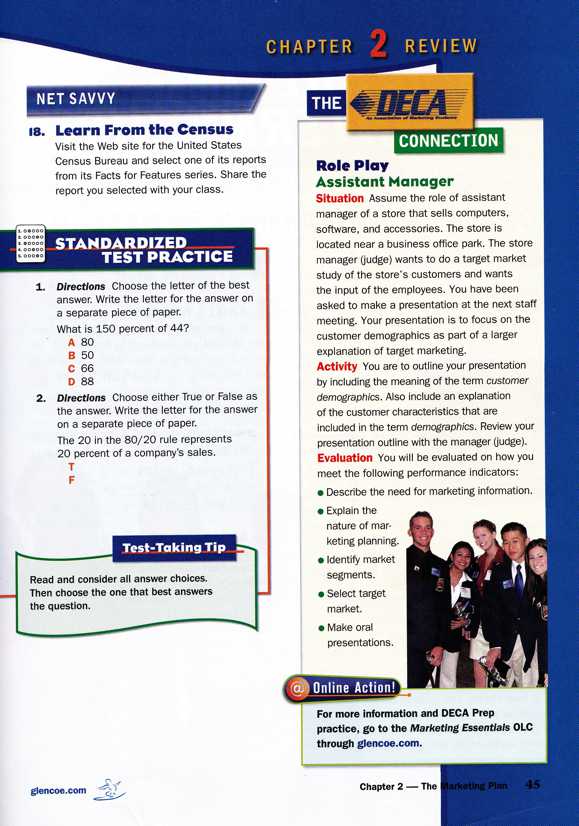 CHAPTER 2 REVIEW
NET SAVVY
18. Learn From the Census
Visit the Web site for the United States
Census Bureau and select one of its reports
from its Facts for Features series. Share the
report you selected with your class.
STANDARDIZED
TEST PRACTICE
1. Directions Choose the letter of the best
answer. Write the letter for the answer on
a separate piece of paper.
What is 150 percent of 44?
A 80
B 50
C 66
D 88
2. Directions Choose either True or False as
the answer. Write the letter for the answer
on a separate piece of paper.
The 20 in the 80/20 rule represents
20 percent of a company's sales.
T
F
Test-Taking Tip
Read and consider all answer choices.
Then choose the one that best answers
the question.
THE DECA
An Association of Marketing Students
CONNECTION
Role Play
Assistant Manager
Situation Assume the role of assistant
manager of a store that sells computers,
software, and accessories. The store is
located near a business office park. The store
manager (judge) wants to do a target market
study of the store's customers and wants
the input of the employees. You have been
asked to make a presentation at the next staff
meeting. Your presentation is to focus on the
customer demographics as part of a larger
explanation of target marketing.
Activity You are to outline your presentation
by including the meaning of the term customer
demographics. Also include an explanation
of the customer characteristics that are
included in the term demographics. Review your
presentation outline with the manager (judge).
Evaluation You will be evaluated on how you
meet the following performance indicators:
• Describe the need for marketing information.
• Explain the
nature of mar-
keting planning.
• Identify market
segments.
• Select target
market.
• Make oral
presentations.
@ Online Action!
For more information and DECA Prep
practice, go to the Marketing Essentials OLC
through glencoe.com.
glencoe.com
Chapter 2 — The Marketing Plan 45